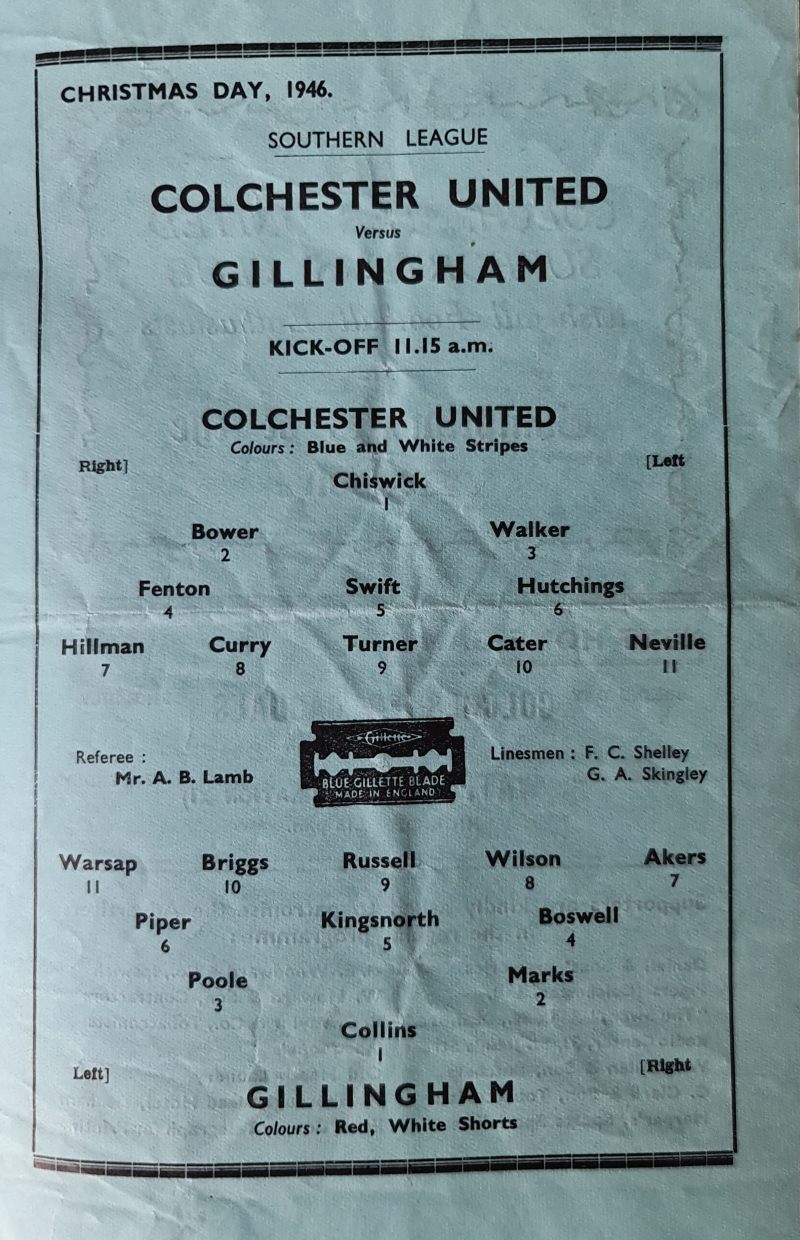 CHRISTMAS DAY, 1946.
SOUTHERN LEAGUE
COLCHESTER UNITED
Versus
GILLINGHAM
KICK-OFF 11.15 a.m.
COLCHESTER UNITED
Colours : Blue and White Stripes
Right] [Left
Chiswick
1
Bower Walker
2 3
Fenton Swift Hutchings
4 5 6
Hillman Curry Turner Cater Neville
7 8 9 10 11
Referee :
Mr. A. B. Lamb
Gillette
BLUE GILLETTE BLADE
MADE IN ENGLAND
Linesmen : F. C. Shelley
G. A. Skingley
Warsap Briggs Russell Wilson Akers
11 10 9 8 7
Piper Kingsnorth Boswell
6 5 4
Poole Marks
3 2
Collins
1
Left] [Right
GILLINGHAM
Colours : Red, White Shorts